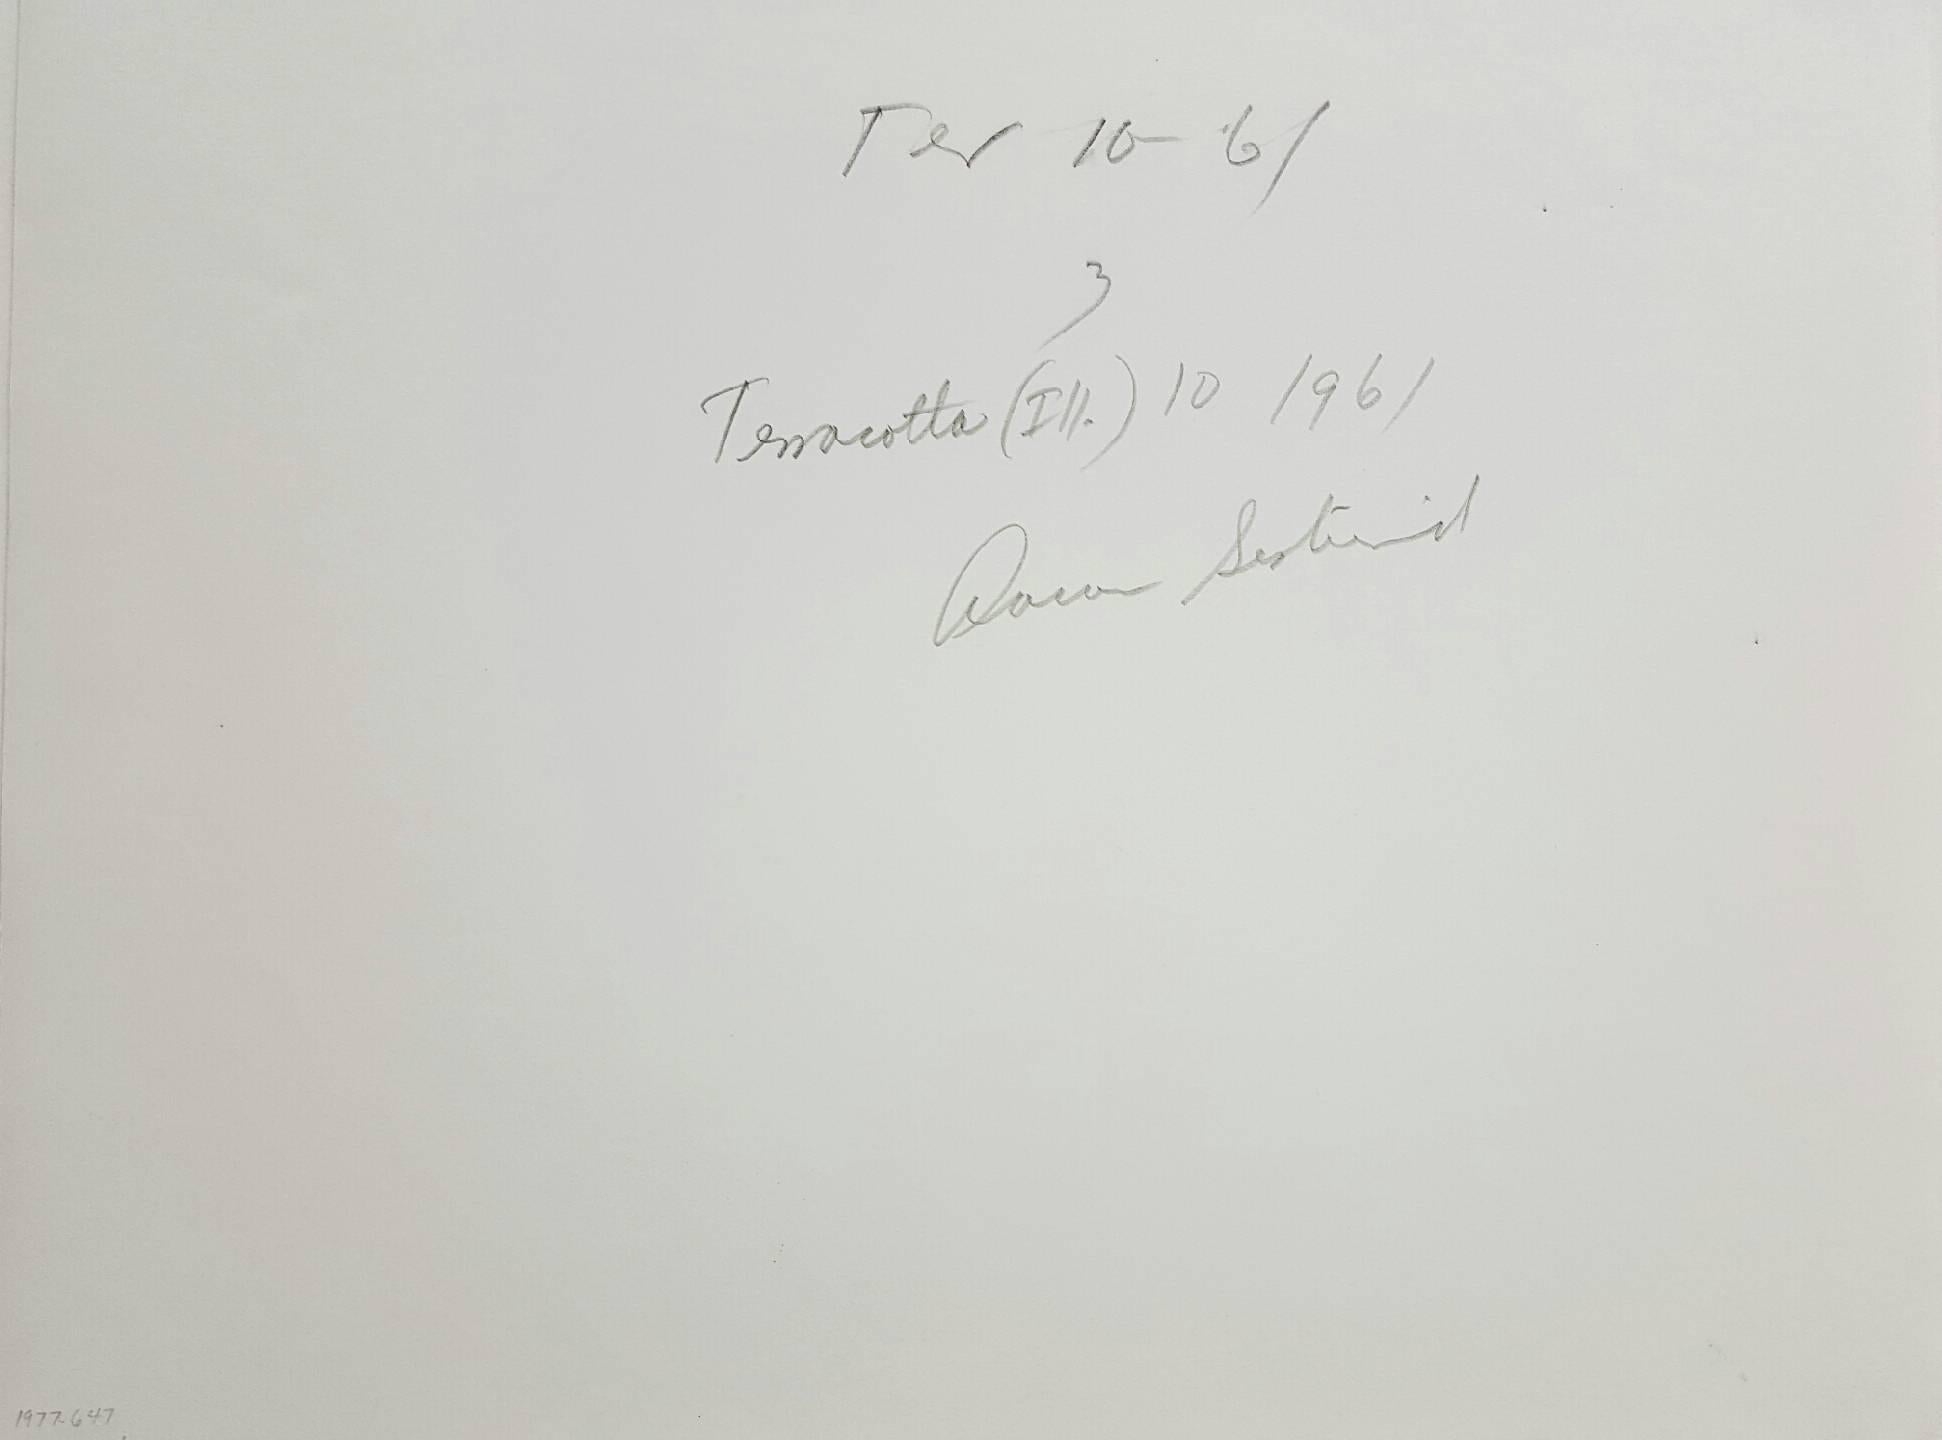 Ter 10-61
3
Terracotta (Ill.) 10 1961
Aaron Siskind
1977.647